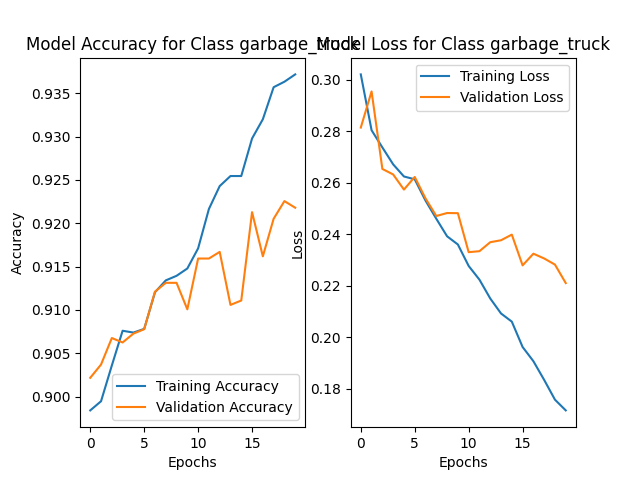 Model Accuracy for Class garbage_truck
0.935
0.930
0.925
0.920
0.915
0.910
0.905
0.900
Accuracy
Training Accuracy
Validation Accuracy
0 5 10 15
Epochs
Model Loss for Class garbage_truck
0.30
0.28
0.26
0.24
0.22
0.20
0.18
Loss
Training Loss
Validation Loss
0 5 10 15
Epochs